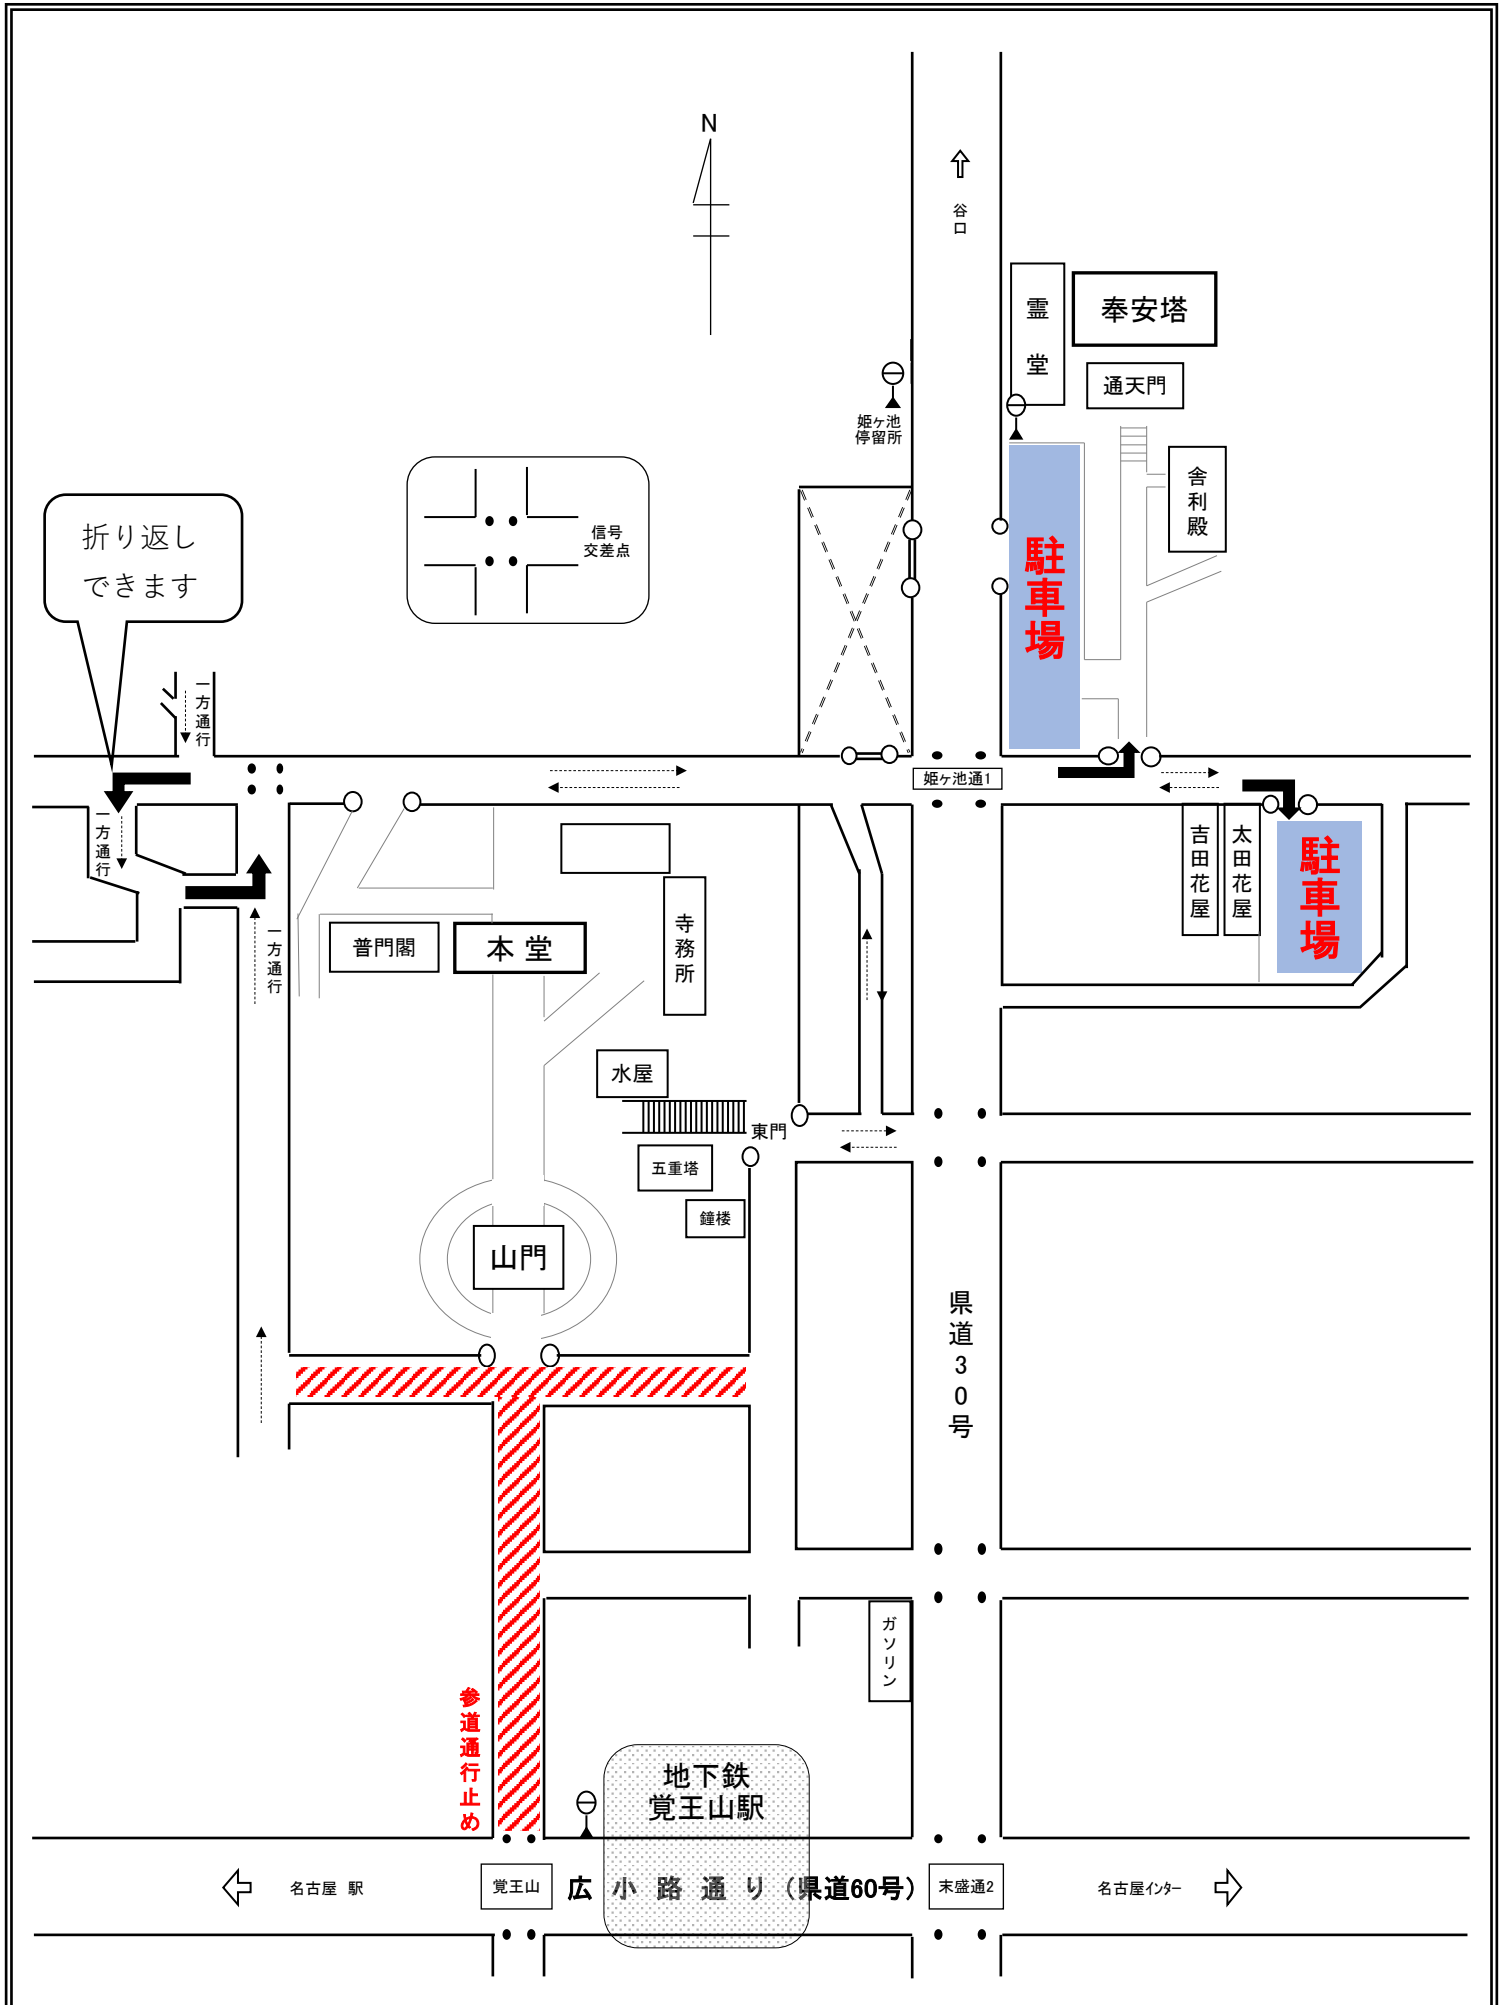 N
谷口
霊堂
奉安塔
通天門
姫ヶ池
停留所
舎利殿
信号
交差点
折り返し
できます
駐車場
一方通行
姫ヶ池通1
一方通行
吉田花屋
太田花屋
駐車場
普門閣
本堂
寺務所
一方通行
水屋
東門
五重塔
鐘楼
山門
県道30号
ガソリン
参道通行止め
地下鉄
覚王山駅
名古屋 駅
覚王山
広小路通り(県道60号)
末盛通2
名古屋インター